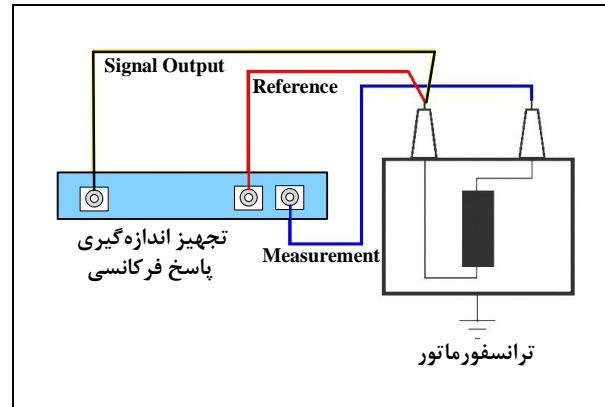 Signal Output
Reference
Measurement
تجهیز اندازه‌گیری
پاسخ فرکانسی
ترانسفورماتور